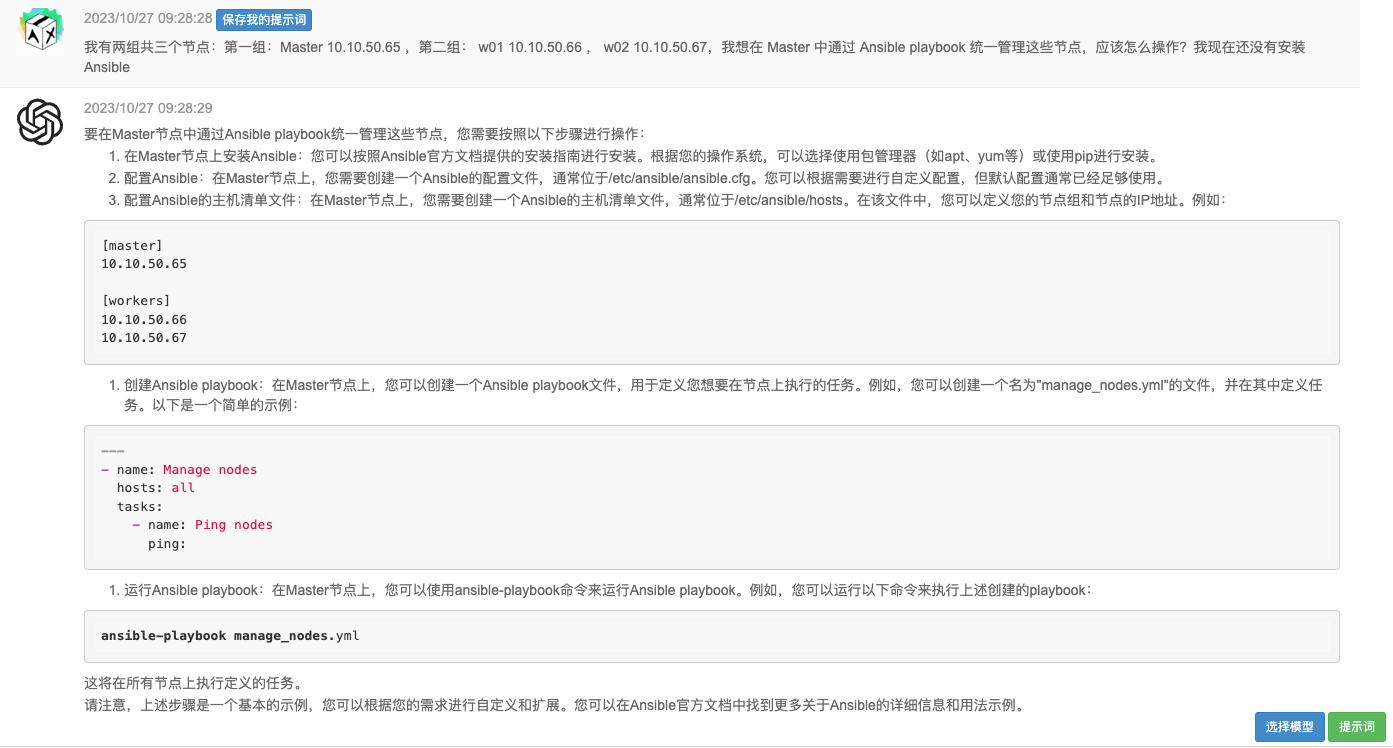 2023/10/27 09:28:28 保存我的提示词
我有两组共三个节点：第一组：Master 10.10.50.65 ，第二组： w01 10.10.50.66 ， w02 10.10.50.67，我想在 Master 中通过 Ansible playbook 统一管理这些节点，应该怎么操作？我现在还没有安装
Ansible
2023/10/27 09:28:29
要在Master节点中通过Ansible playbook统一管理这些节点，您需要按照以下步骤进行操作：
1. 在Master节点上安装Ansible：您可以按照Ansible官方文档提供的安装指南进行安装。根据您的操作系统，可以选择使用包管理器（如apt、yum等）或使用pip进行安装。
2. 配置Ansible：在Master节点上，您需要创建一个Ansible的配置文件，通常位于/etc/ansible/ansible.cfg。您可以根据需要进行自定义配置，但默认配置通常已经足够使用。
3. 配置Ansible的主机清单文件：在Master节点上，您需要创建一个Ansible的主机清单文件，通常位于/etc/ansible/hosts。在该文件中，您可以定义您的节点组和节点的IP地址。例如：
[master]
10.10.50.65
[workers]
10.10.50.66
10.10.50.67
1. 创建Ansible playbook：在Master节点上，您可以创建一个Ansible playbook文件，用于定义您想要在节点上执行的任务。例如，您可以创建一个名为"manage_nodes.yml"的文件，并在其中定义任
务。以下是一个简单的示例：
---
- name: Manage nodes
hosts: all
tasks:
- name: Ping nodes
ping:
1. 运行Ansible playbook：在Master节点上，您可以使用ansible-playbook命令来运行Ansible playbook。例如，您可以运行以下命令来执行上述创建的playbook：
ansible-playbook manage_nodes.yml
这将在所有节点上执行定义的任务。
请注意，上述步骤是一个基本的示例，您可以根据您的需求进行自定义和扩展。您可以在Ansible官方文档中找到更多关于Ansible的详细信息和用法示例。
选择模型 提示词